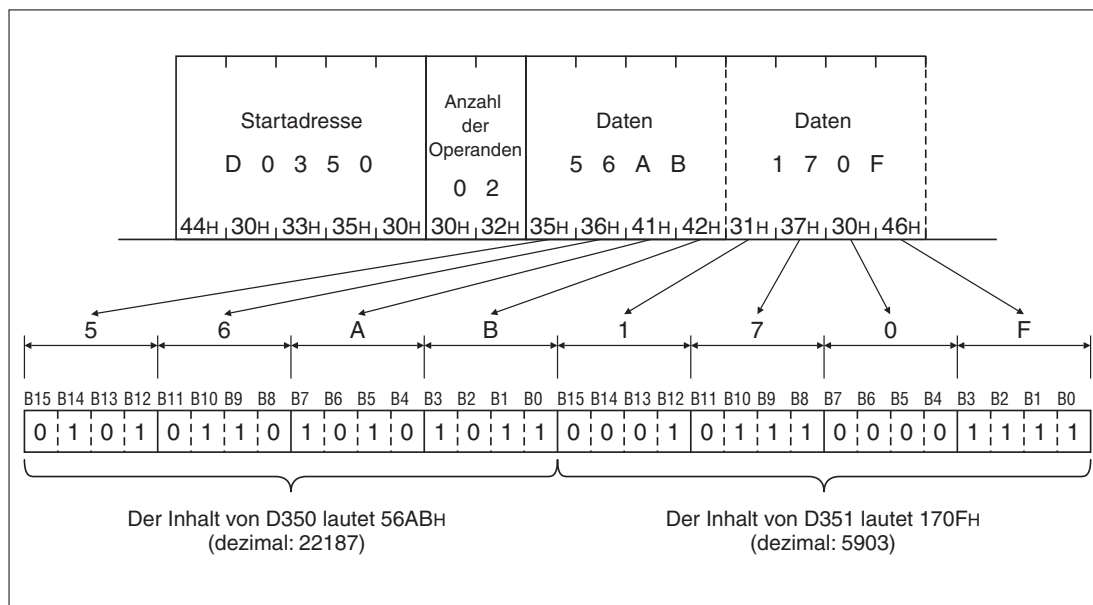 Startadresse
D 0 3 5 0
Anzahl
der
Operanden
0 2
Daten
5 6 A B
Daten
1 7 0 F
44H 30H 33H 35H 30H 30H 32H 35H 36H 41H 42H 31H 37H 30H 46H
5 6 A B 1 7 0 F
B15 B14 B13 B12 B11 B10 B9 B8 B7 B6 B5 B4 B3 B2 B1 B0 B15 B14 B13 B12 B11 B10 B9 B8 B7 B6 B5 B4 B3 B2 B1 B0
0 1 0 1 0 1 1 0 1 0 1 0 1 0 1 1 0 0 0 1 0 1 1 1 0 0 0 0 1 1 1 1
Der Inhalt von D350 lautet 56ABH
(dezimal: 22187)
Der Inhalt von D351 lautet 170FH
(dezimal: 5903)